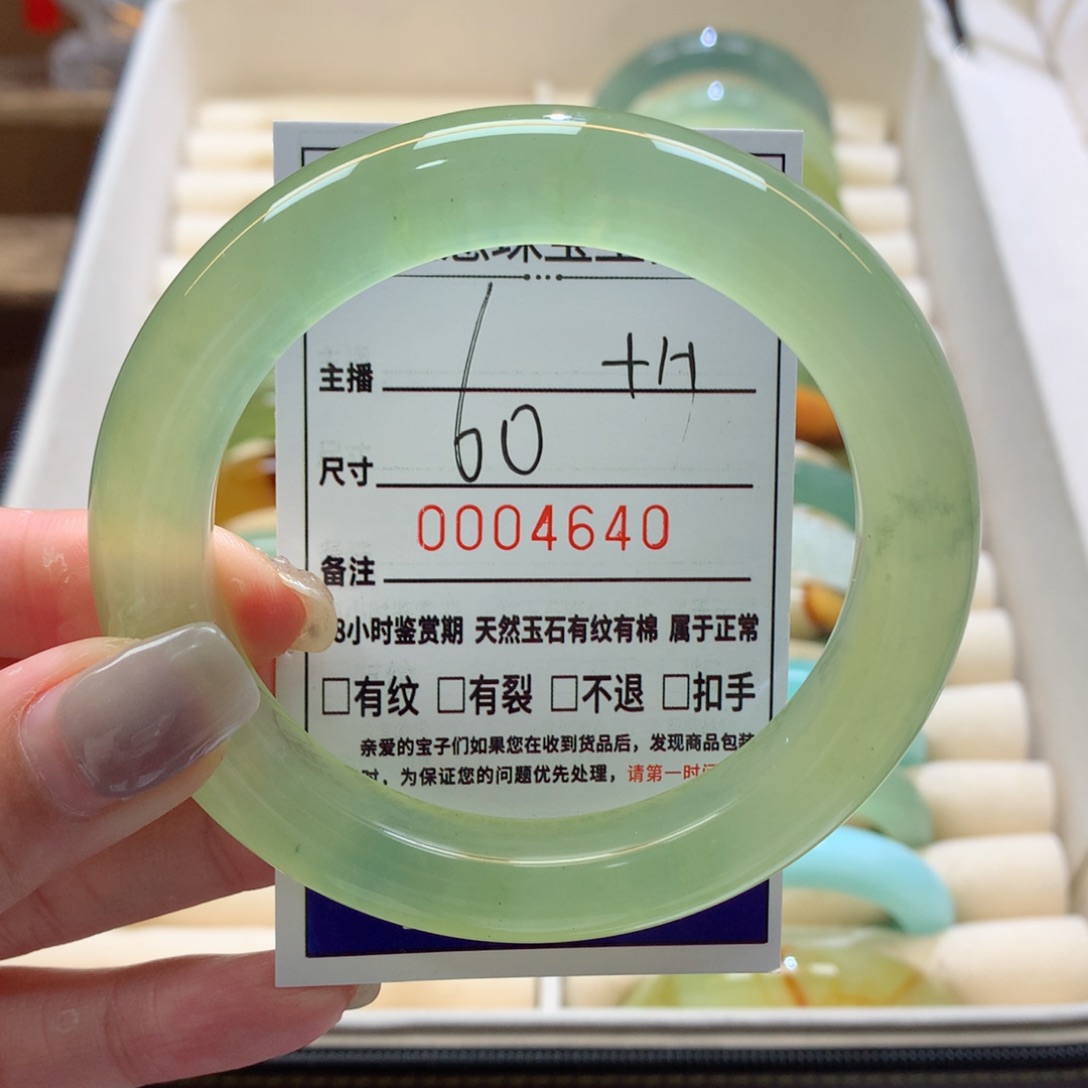 珠宝
主播 +H
尺寸 60
0004640
备注
8小时鉴赏期 天然玉石有纹有棉 属于正常
□有纹 □有裂 □不退 □扣手
亲爱的宝子们如果您在收到货品后，发现商品包装
时，为保证您的问题优先处理，请第一时